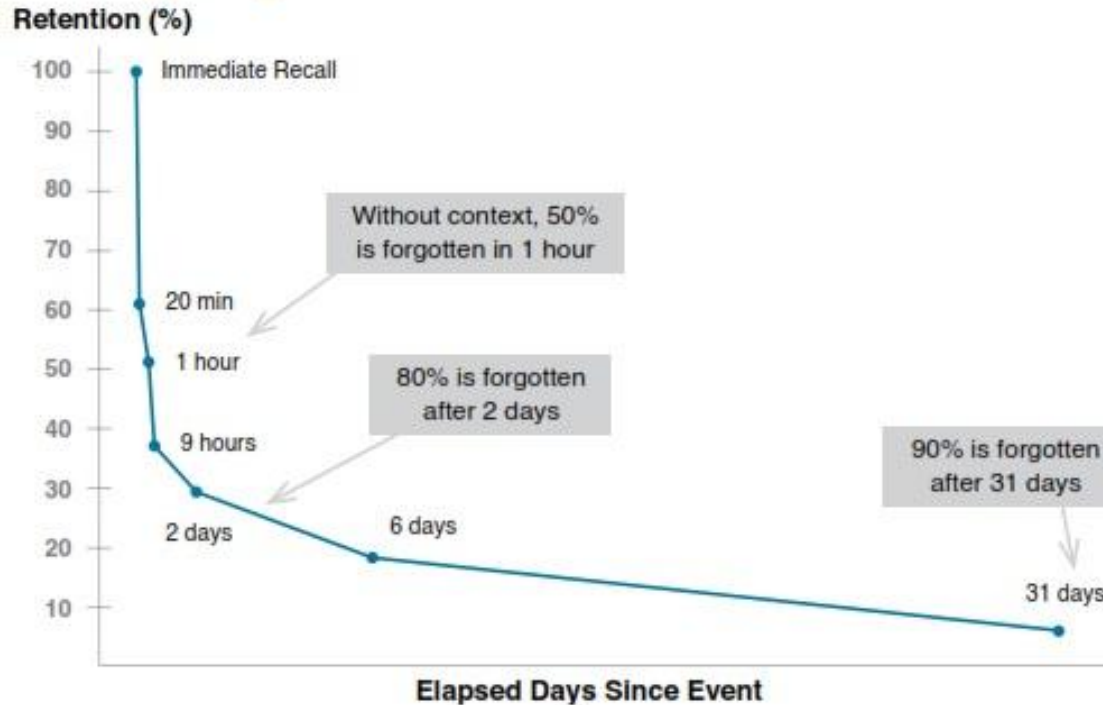 Retention (%)
100
Immediate Recall
90
80
Without context, 50%
is forgotten in 1 hour
70
60
20 min
50
1 hour
80% is forgotten
after 2 days
40
9 hours
90% is forgotten
after 31 days
30
2 days
6 days
20
31 days
10
Elapsed Days Since Event